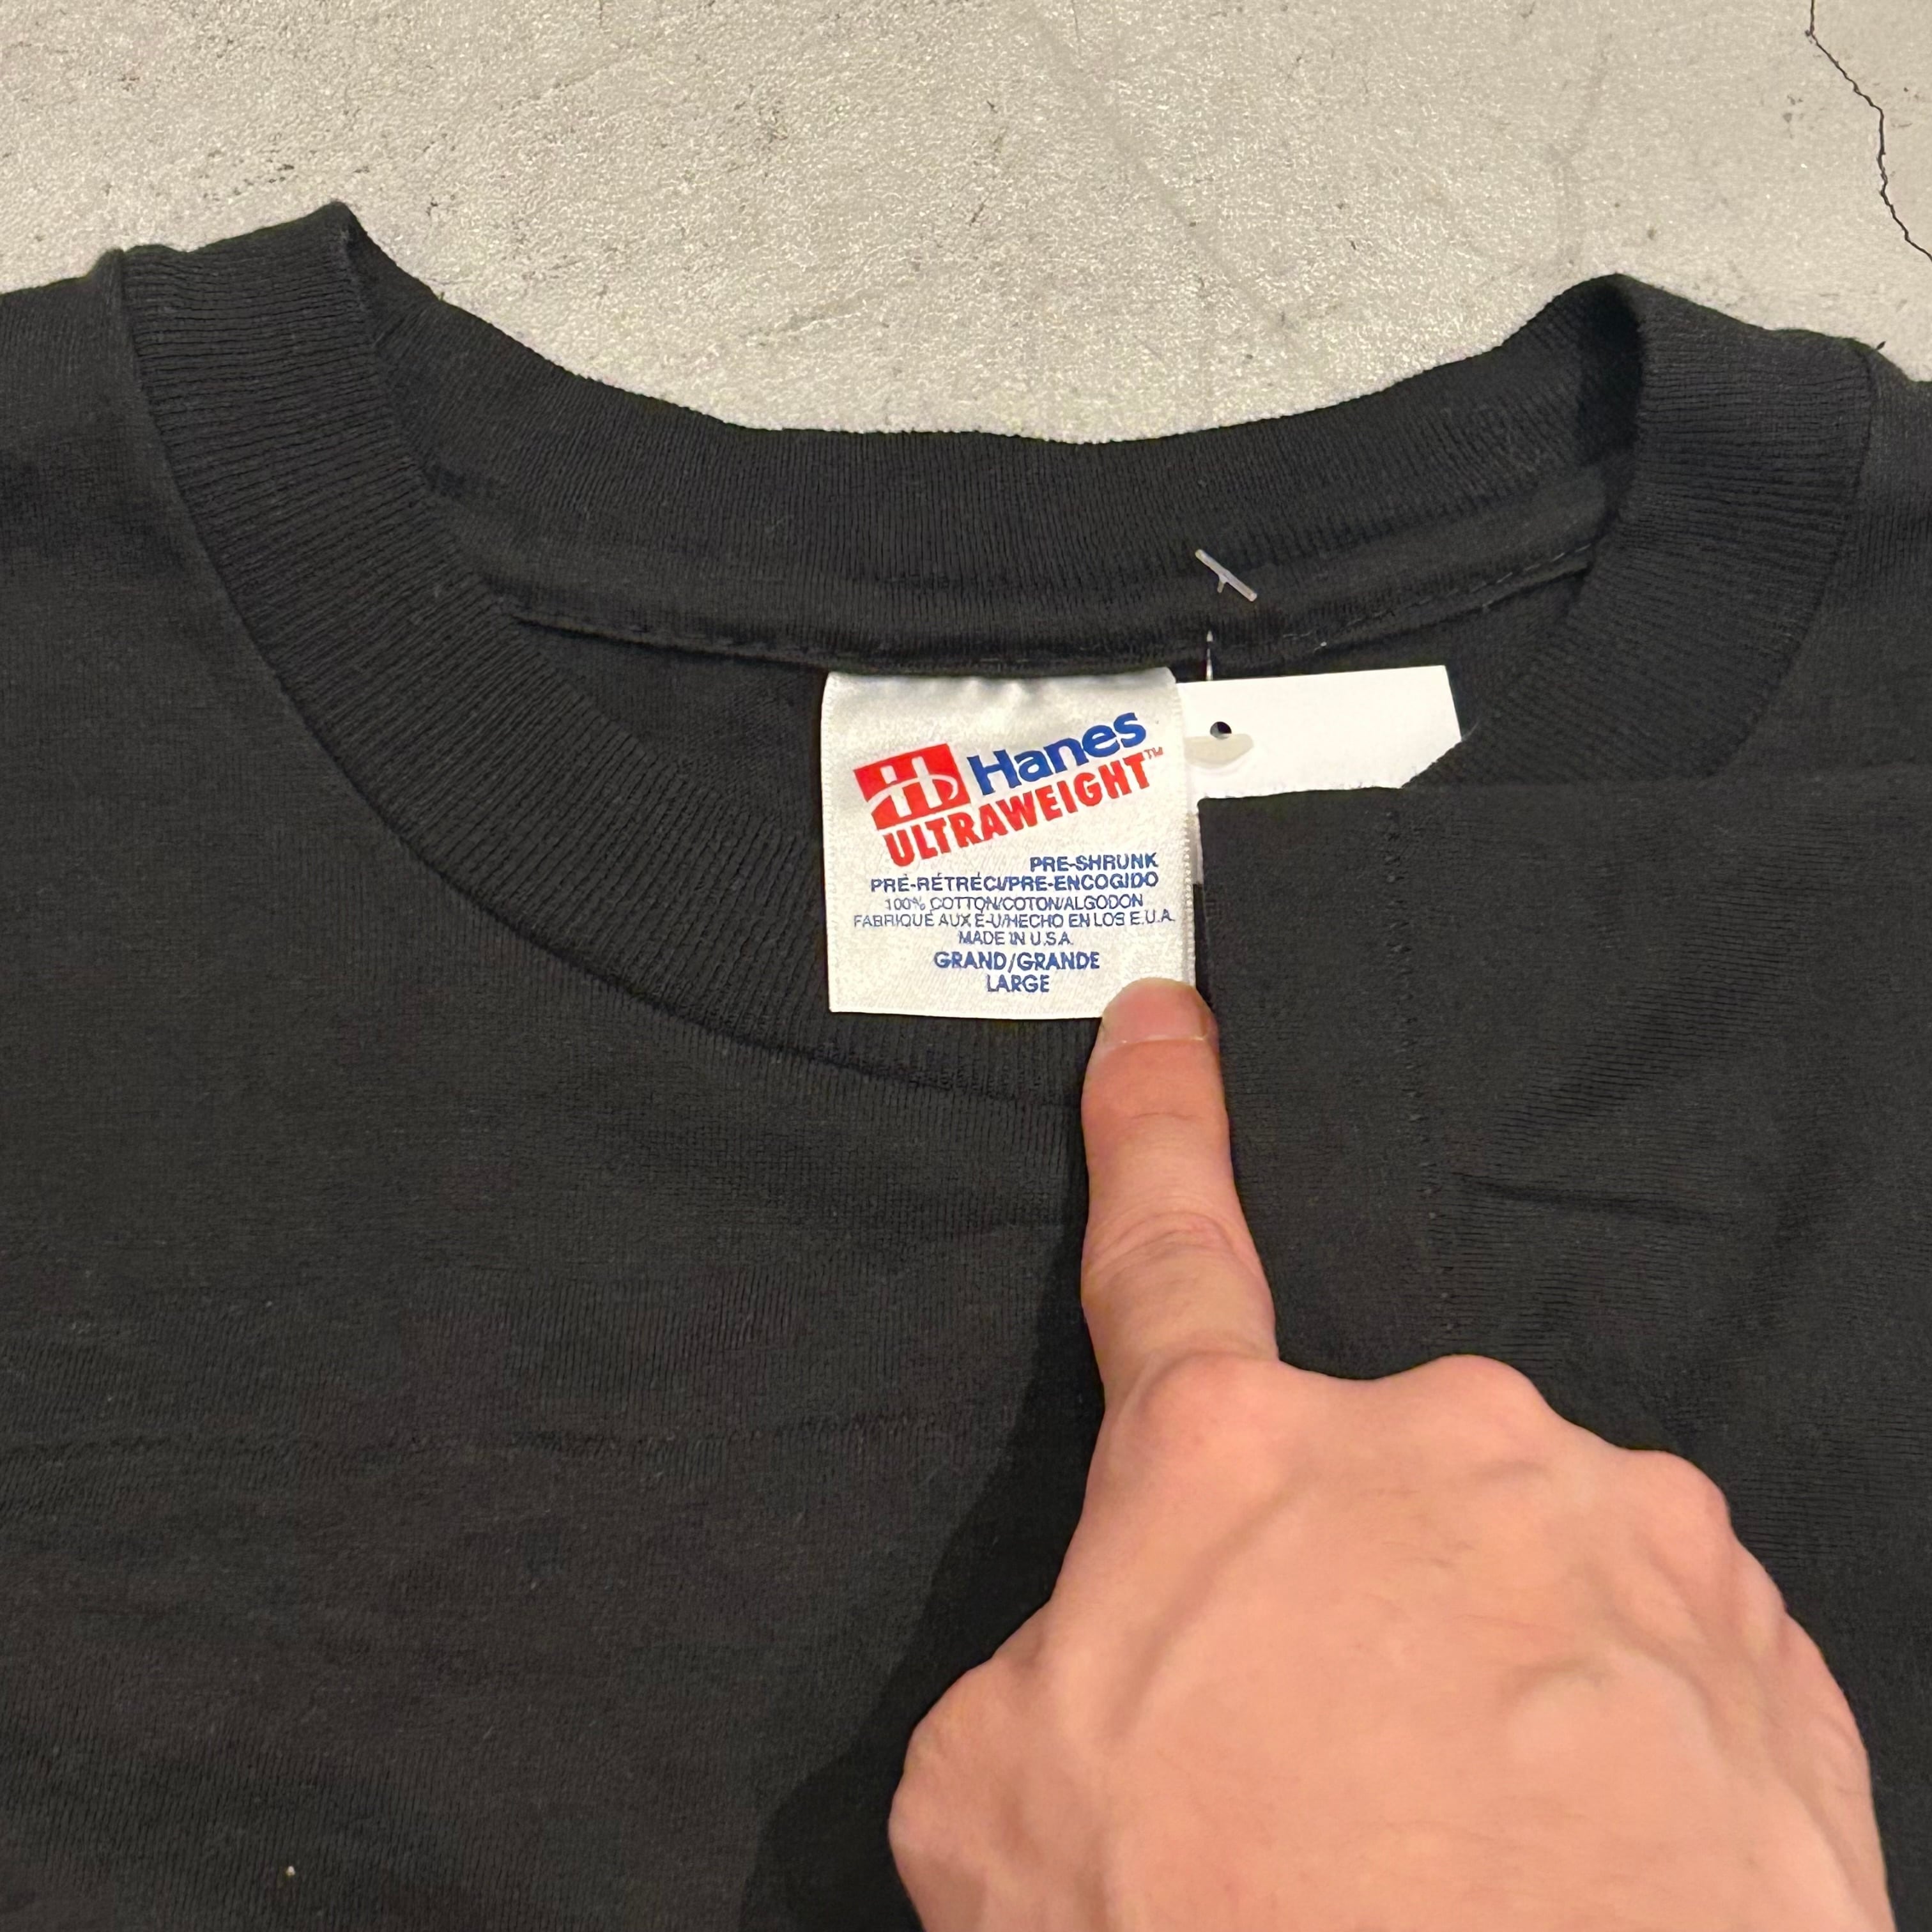 Hanes
ULTRAWEIGHT™
PRE-SHRUNK
PRÉ-RÉTRÉCI/PRE-ENCOGIDO
100% COTTON/COTON/ALGODON
FABRIQUÉ AUX É-U/HECHO EN LOS E.U.A.
MADE IN U.S.A.
GRAND/GRANDE
LARGE